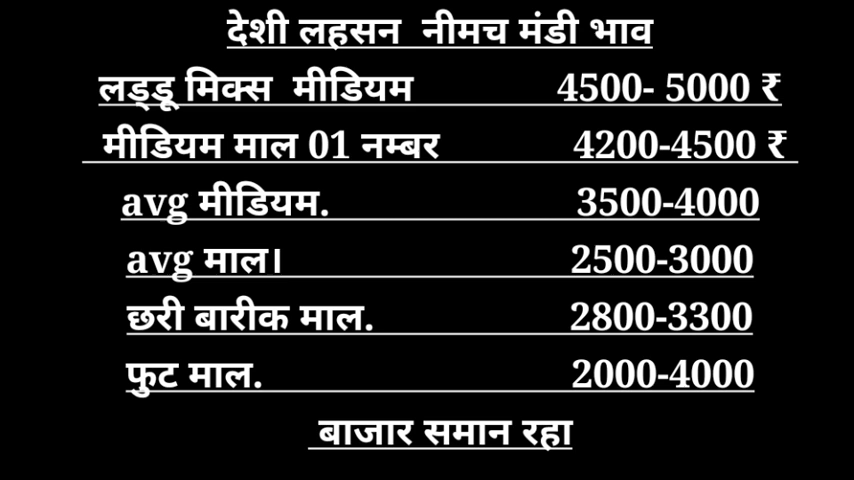 देशी लहसन नीमच मंडी भाव
लड्डू मिक्स मीडियम 4500- 5000 ₹
मीडियम माल 01 नम्बर 4200-4500 ₹
avg मीडियम. 3500-4000
avg माल। 2500-3000
छरी बारीक माल. 2800-3300
फुट माल. 2000-4000
बाजार समान रहा